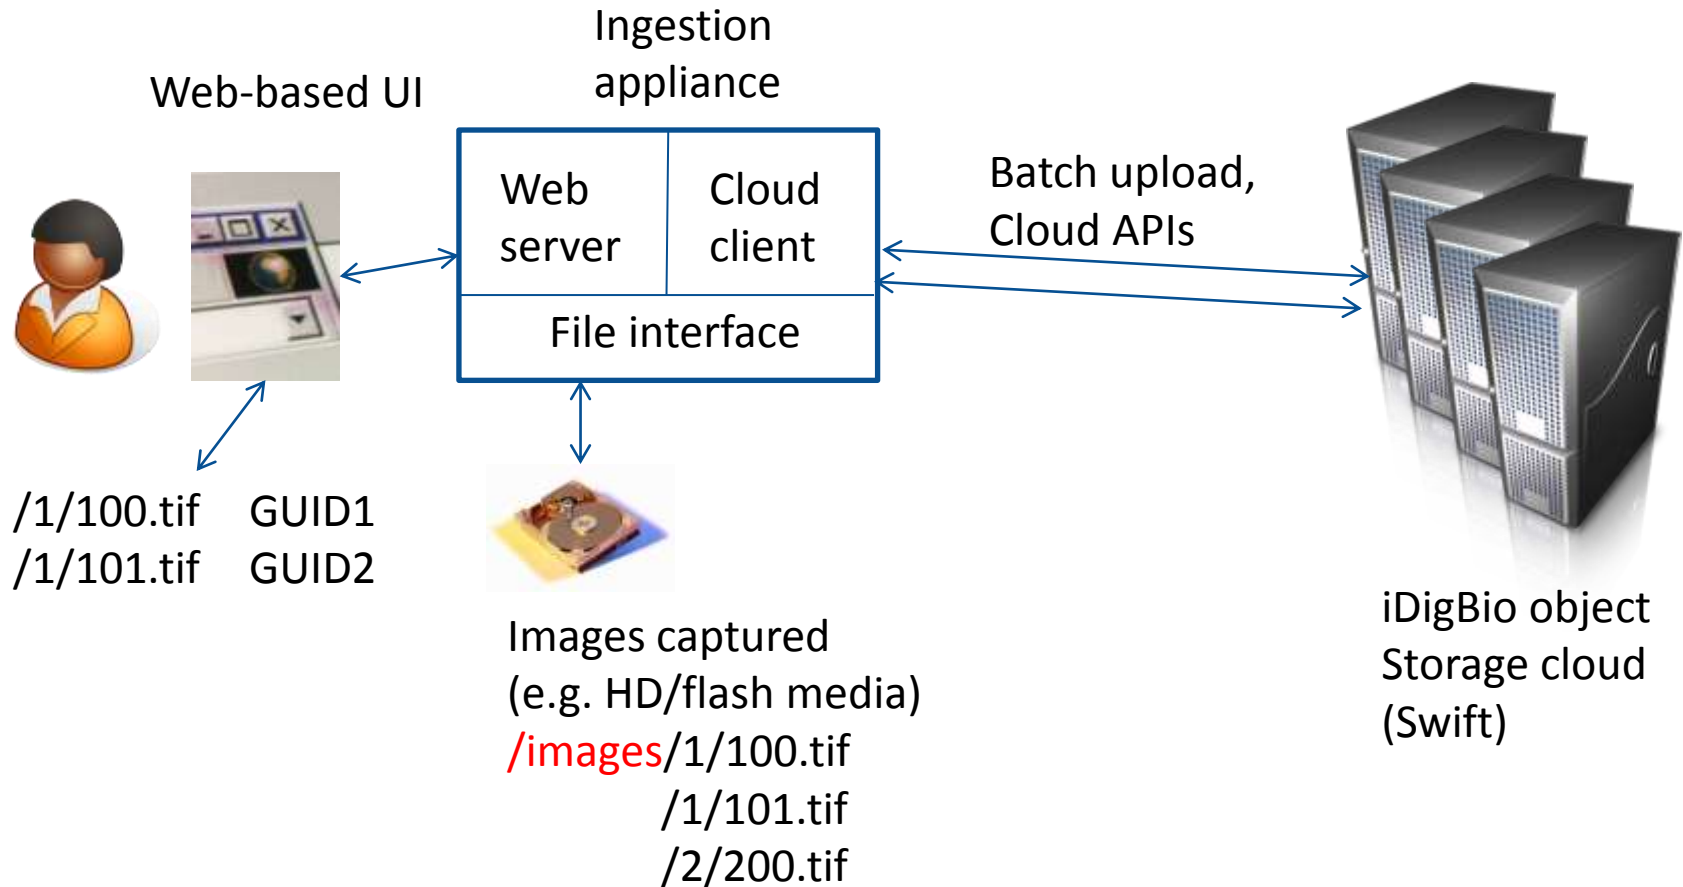 Ingestion
appliance
Web-based UI
Web
server
Cloud
client
File interface
Batch upload,
Cloud APIs
/1/100.tif GUID1
/1/101.tif GUID2
Images captured
(e.g. HD/flash media)
/images/1/100.tif
/1/101.tif
/2/200.tif
iDigBio object
Storage cloud
(Swift)